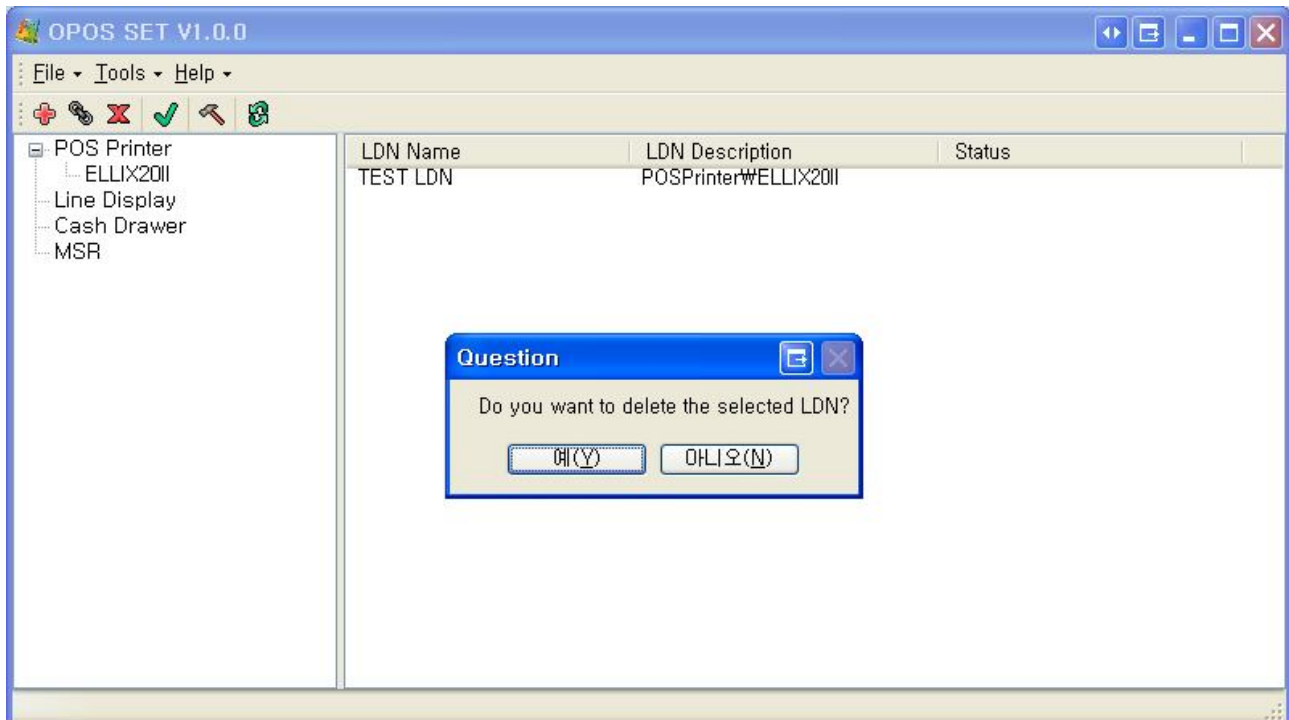 OPOS SET V1.0.0
File Tools Help
POS Printer
ELLIX20II
Line Display
Cash Drawer
MSR
LDN Name LDN Description Status
TEST LDN POSPrinter₩ELLIX20II
Question
Do you want to delete the selected LDN?
예(Y) 아니오(N)